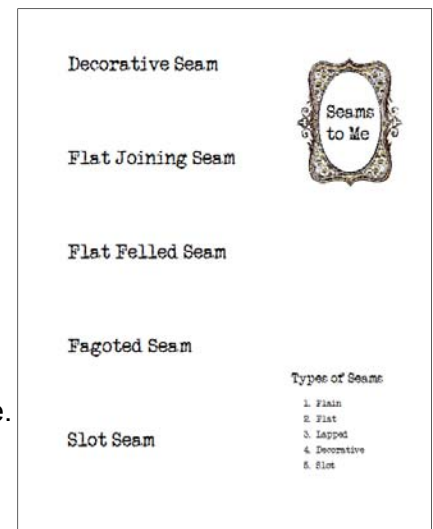 Decorative Seam
Seams
to Me
Flat Joining Seam
Flat Felled Seam
Fagoted Seam
Types of Seams
1. Plain
2. Flat
3. Lapped
4. Decorative
5. Slot
e.
Slot Seam